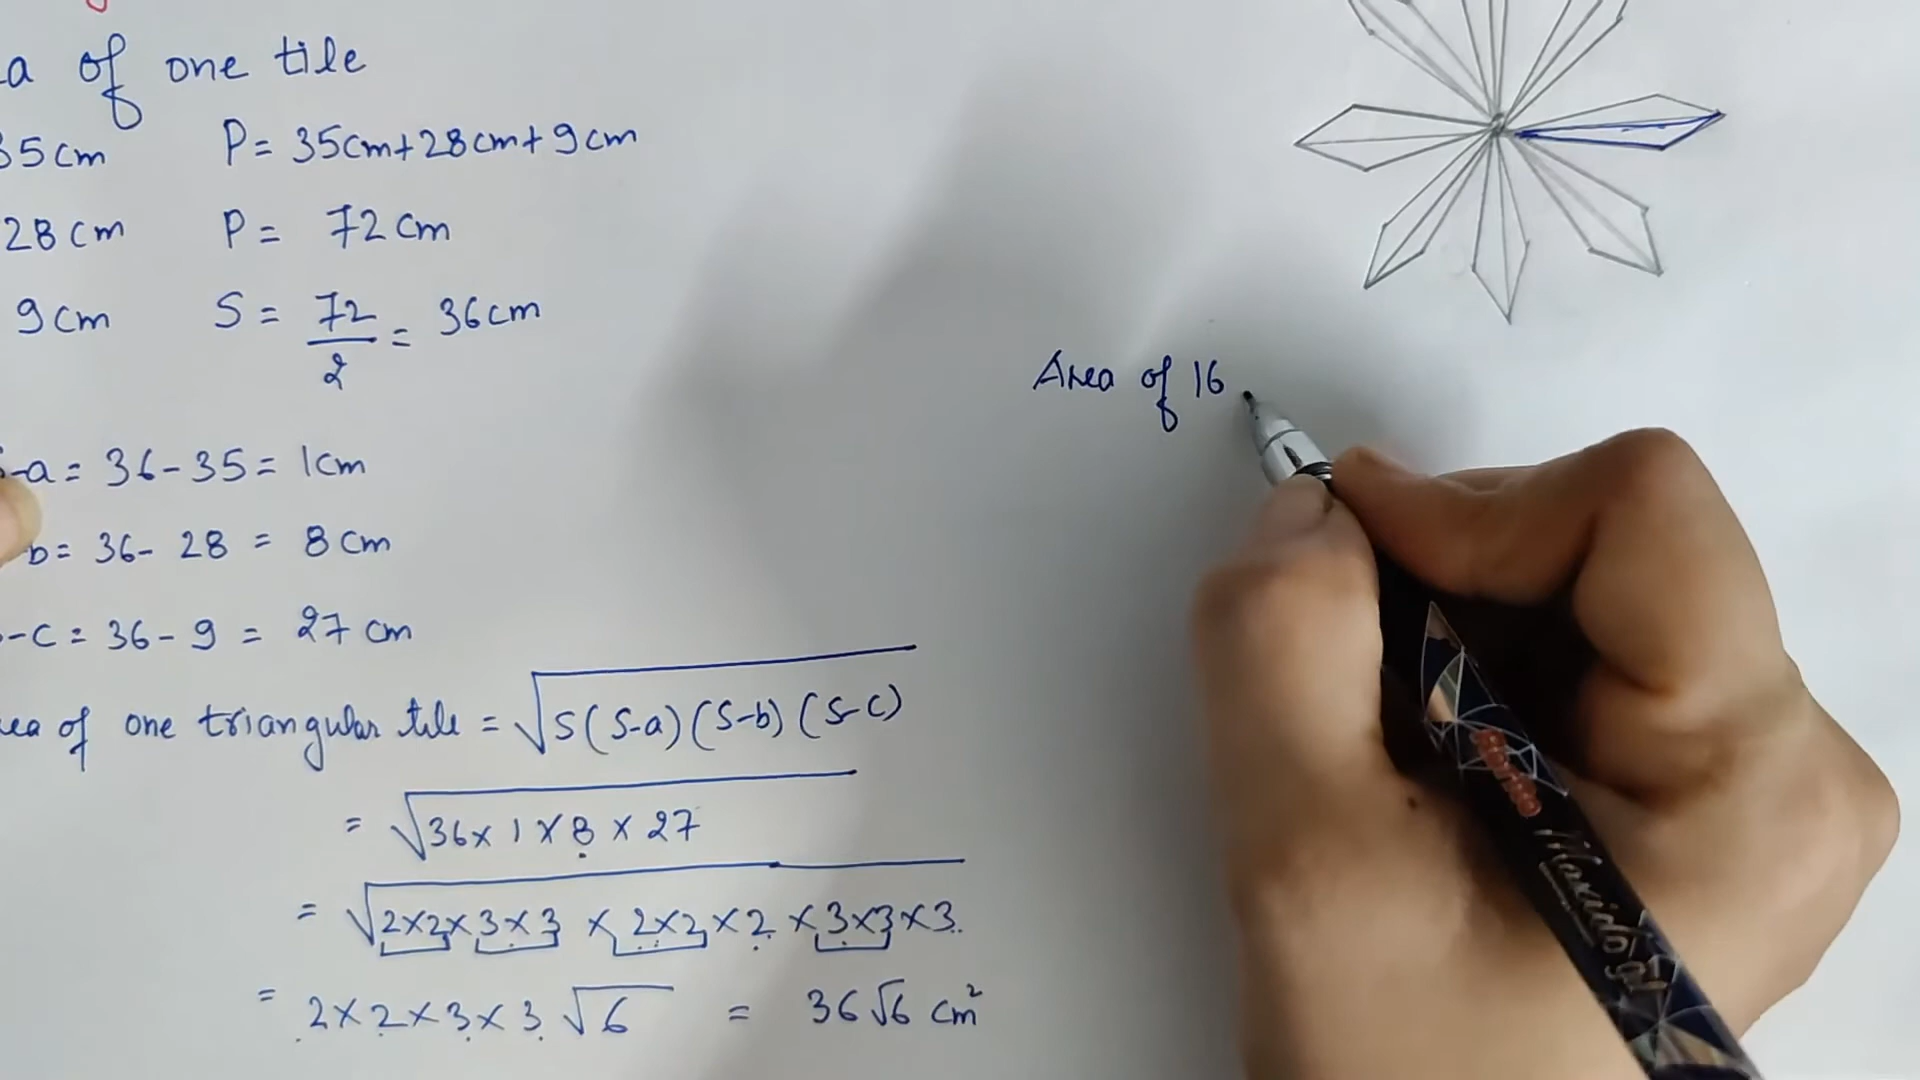 of one tile
35cm P= 35cm+28cm+9cm
28cm P= 72cm
9cm S= 72/2 = 36cm
-a= 36-35= 1cm
b= 36- 28 = 8cm
-c= 36-9 = 27cm
of one triangular tile = √S(S-a)(S-b)(S-c)
= √36×1×8×27
= √2×2×3×3×2×2×2×3×3×3
= 2×2×3×3√6 = 36√6 cm²
Area of 16